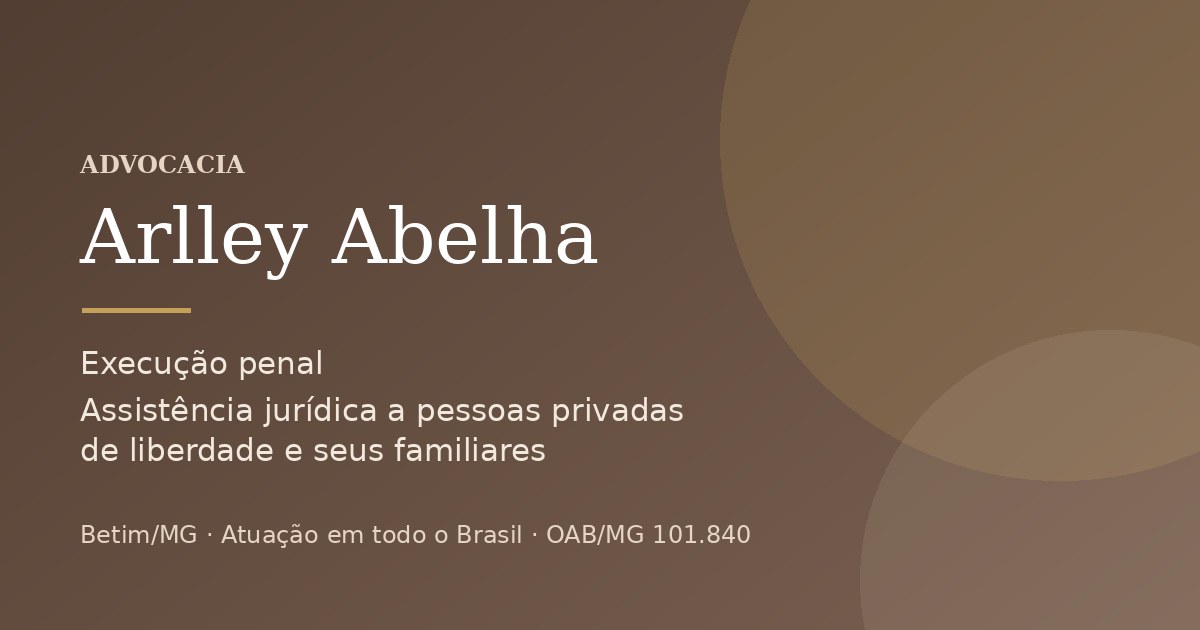 ADVOCACIA
Arlley Abelha
Execução penal
Assistência jurídica a pessoas privadas
de liberdade e seus familiares
Betim/MG · Atuação em todo o Brasil · OAB/MG 101.840